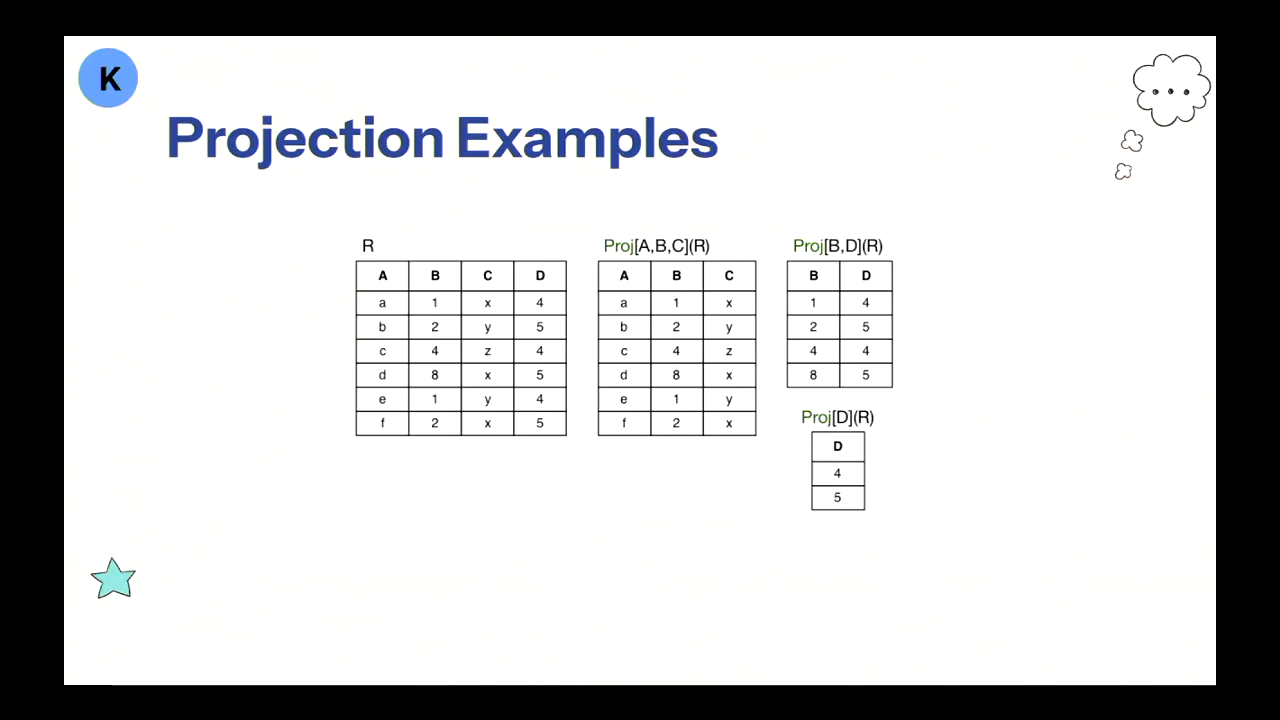 K
Projection Examples
R
A B C D
a 1 x 4
b 2 y 5
c 4 z 4
d 8 x 5
e 1 y 4
f 2 x 5
Proj[A,B,C](R)
A B C
a 1 x
b 2 y
c 4 z
d 8 x
e 1 y
f 2 x
Proj[B,D](R)
B D
1 4
2 5
4 4
8 5
Proj[D](R)
D
4
5